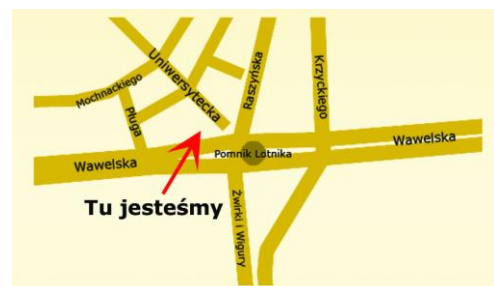 Uniwersytecka
Mochnackiego
Pługa
Raszyńska
Krzyckiego
Wawelska
Pomnik Lotnika
Wawelska
Tu jesteśmy
Żwirki i Wigury